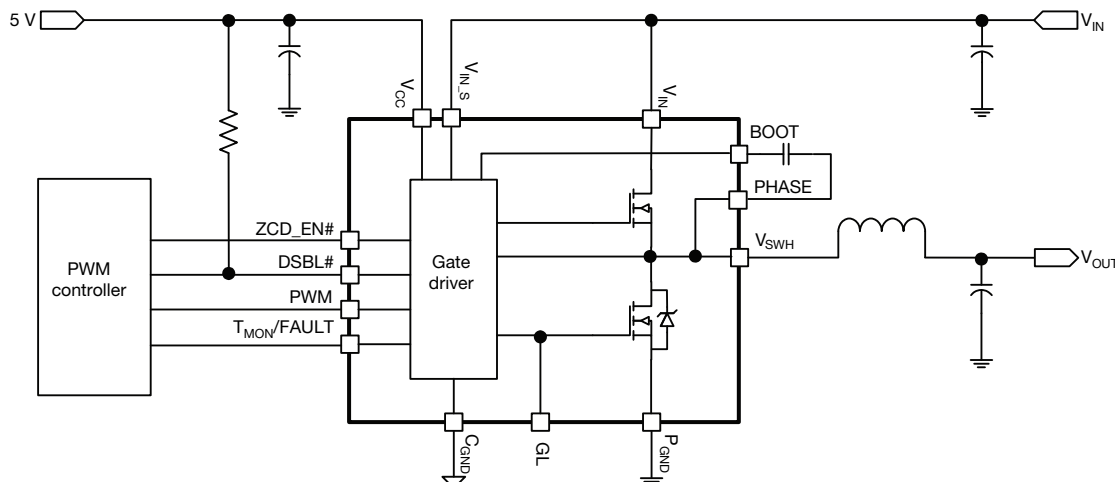 5 V
V_IN
V_CC
V_IN_S
V_IN
BOOT
PHASE
ZCD_EN#
V_SWH
PWM
controller
DSBL#
Gate
driver
V_OUT
PWM
T_MON/FAULT
C_GND
GL
P_GND